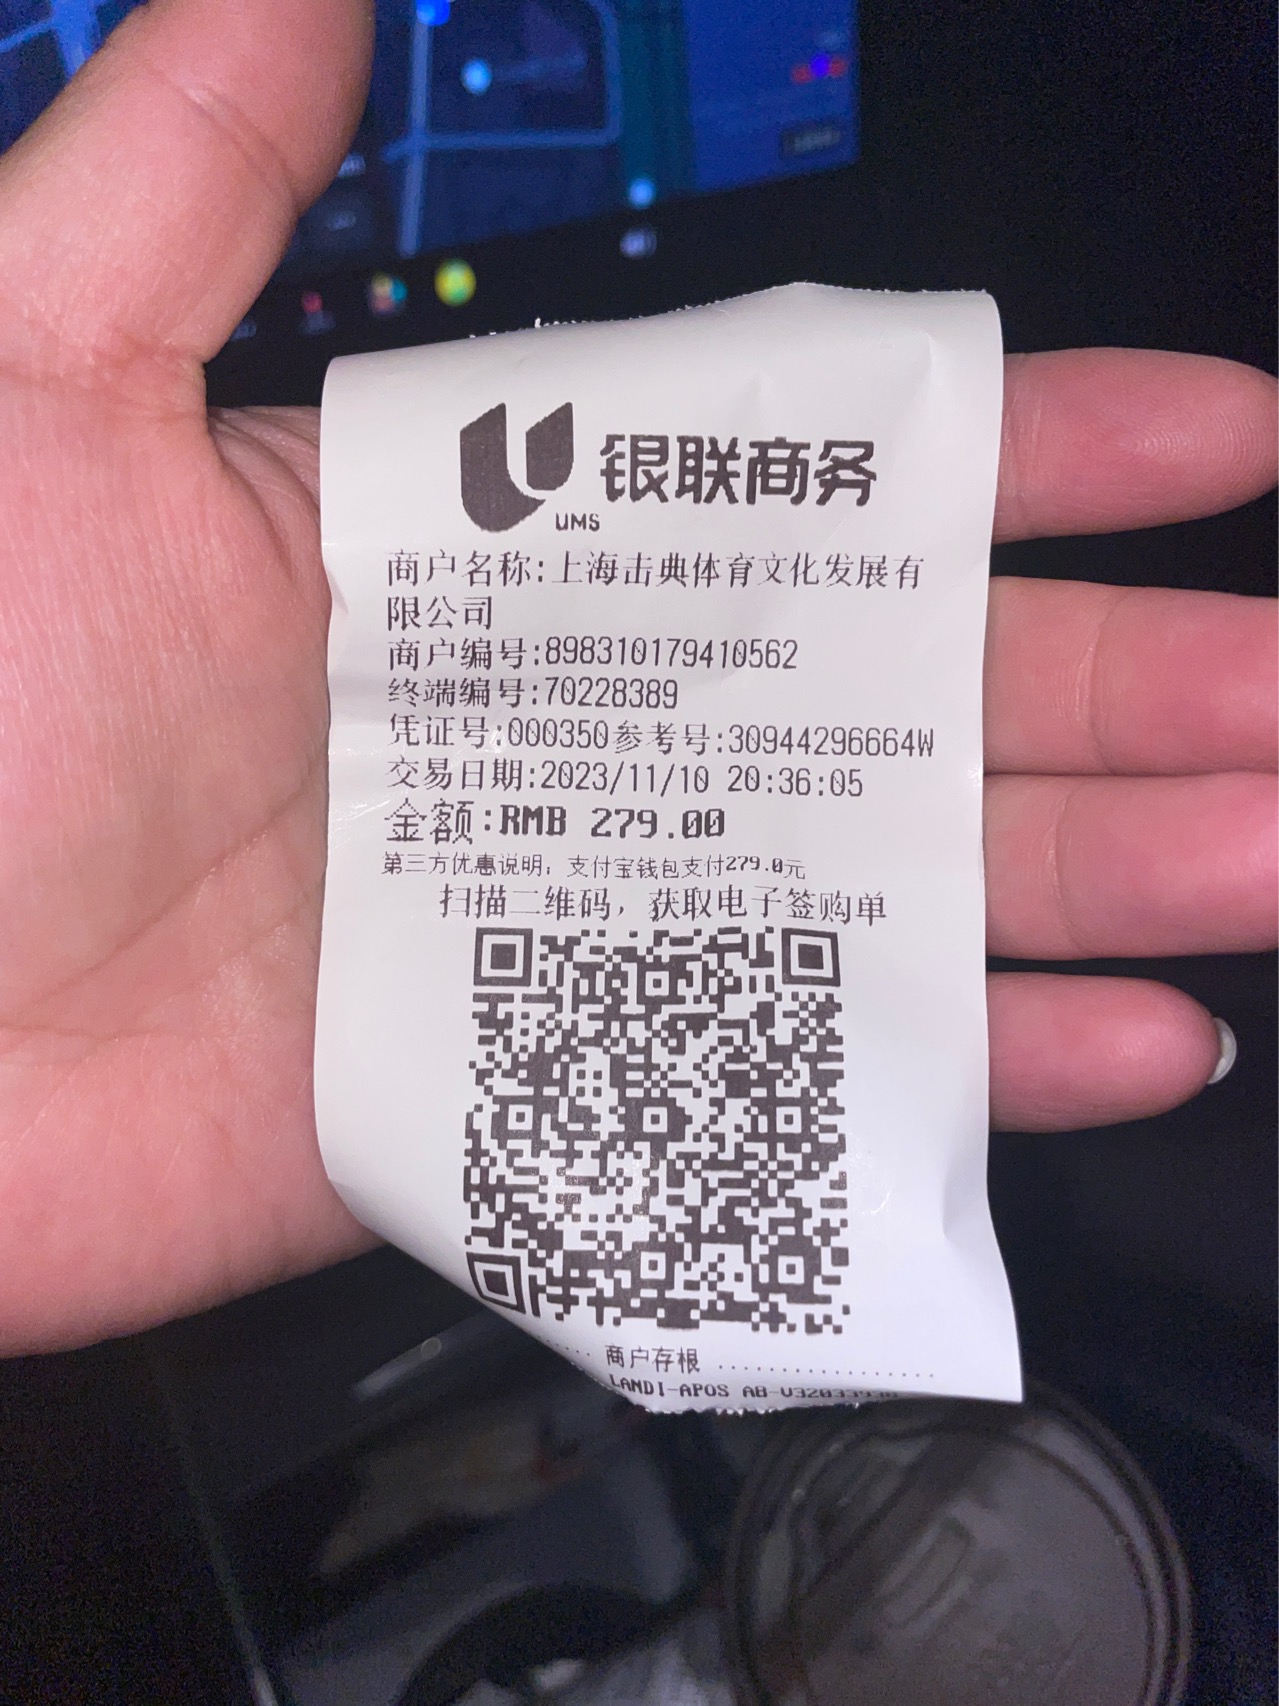 银联商务
UMS
商户名称:上海击典体育文化发展有
限公司
商户编号:898310179410562
终端编号:70228389
凭证号:000350参考号:30944296664W
交易日期:2023/11/10 20:36:05
金额:RMB 279.00
第三方优惠说明: 支付宝钱包支付279.0元
扫描二维码，获取电子签购单
商户存根
LANDI-APOS